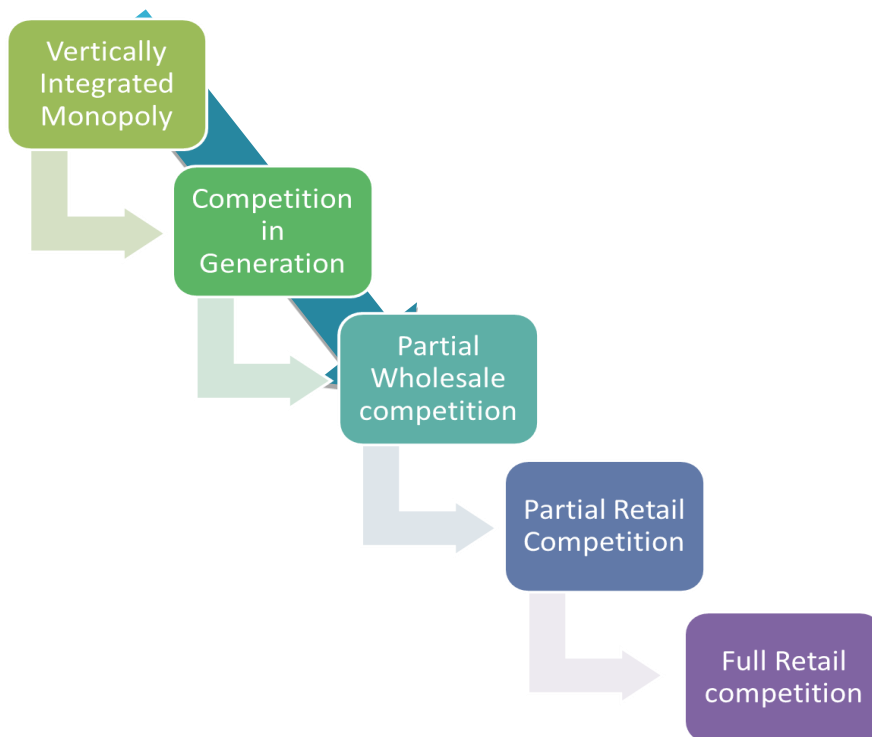 Vertically
Integrated
Monopoly
Competition
in
Generation
Partial
Wholesale
competition
Partial Retail
Competition
Full Retail
competition